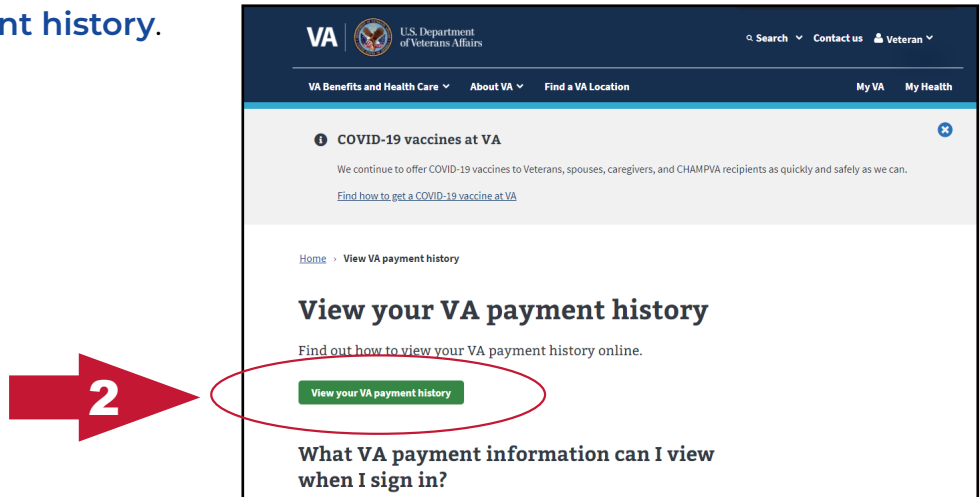 nt history.
VA
U.S. Department
of Veterans Affairs
Search Contact us Veteran
VA Benefits and Health Care About VA Find a VA Location My VA My Health
COVID-19 vaccines at VA
We continue to offer COVID-19 vaccines to Veterans, spouses, caregivers, and CHAMPVA recipients as quickly and safely as we can.
Find how to get a COVID-19 vaccine at VA
Home › View VA payment history
View your VA payment history
Find out how to view your VA payment history online.
2
View your VA payment history
What VA payment information can I view
when I sign in?